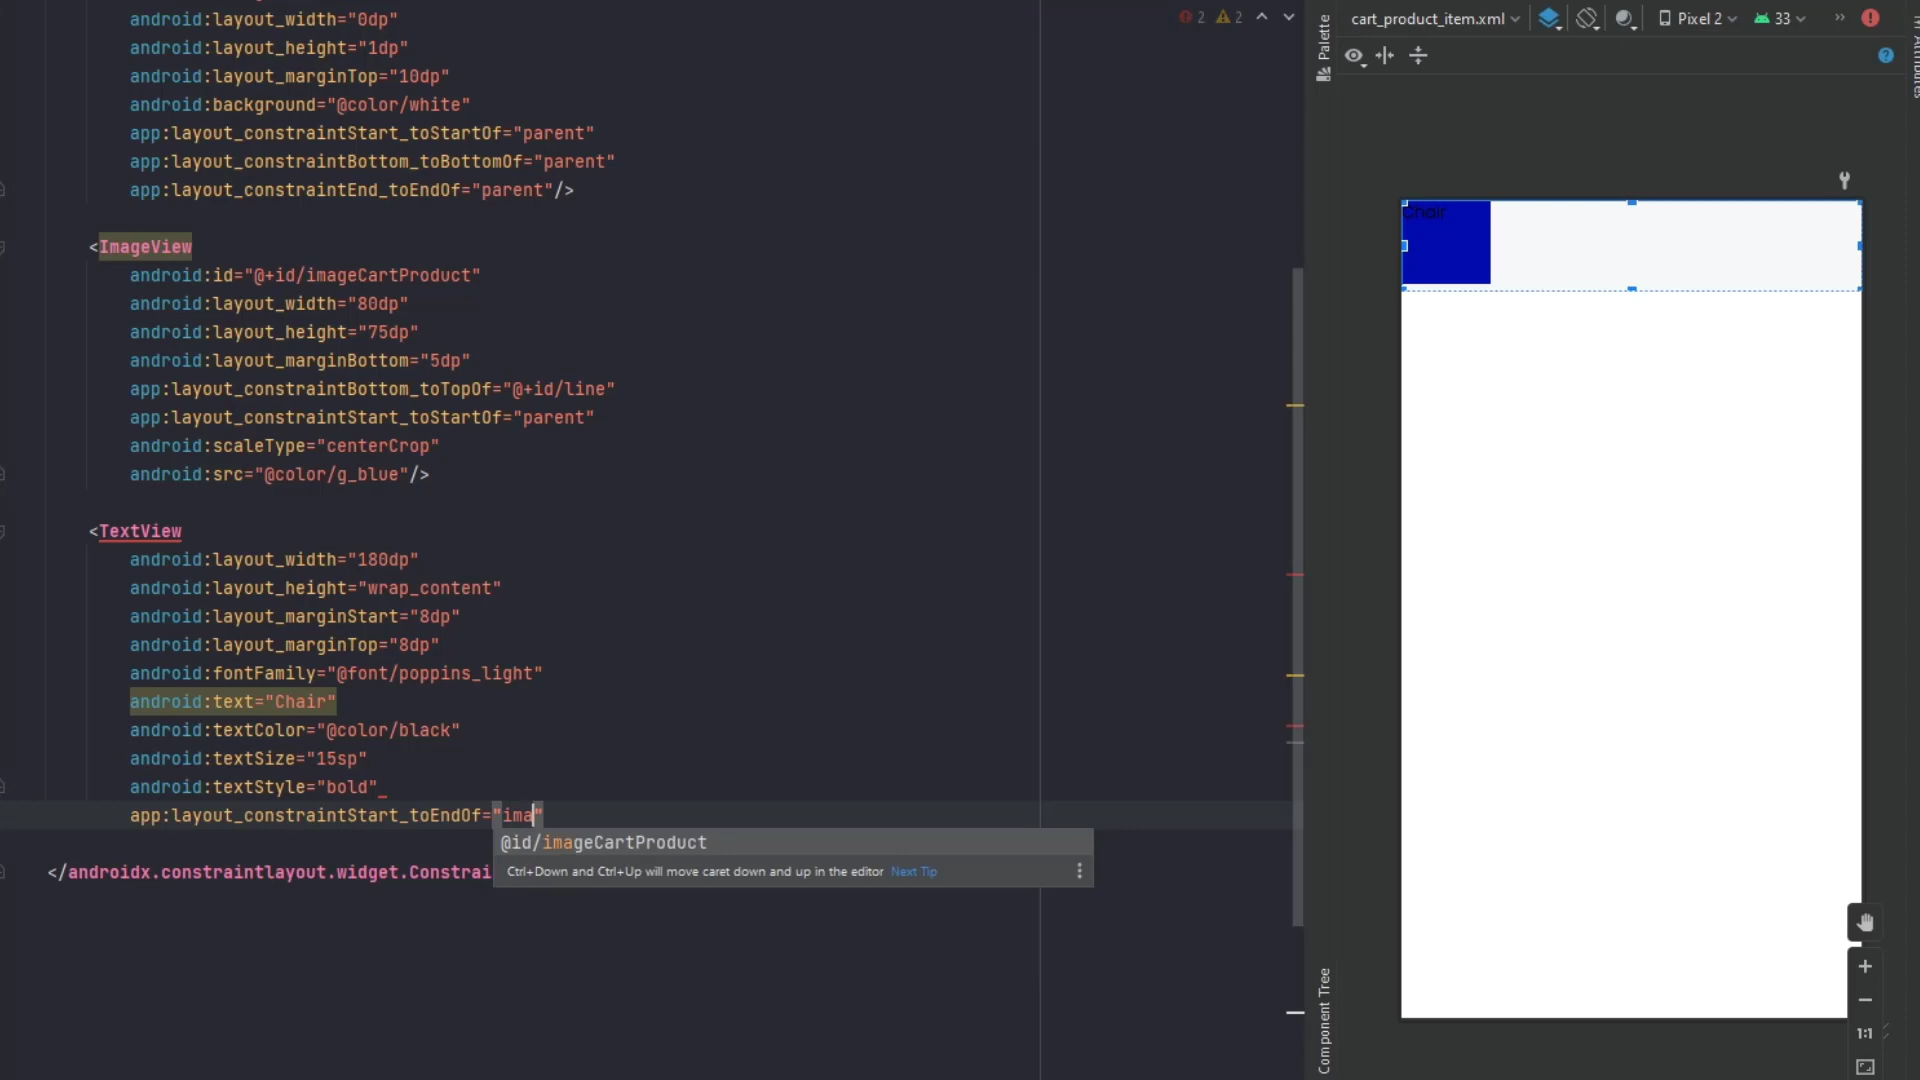 android:layout_width="0dp"
android:layout_height="1dp"
android:layout_marginTop="10dp"
android:background="@color/white"
app:layout_constraintStart_toStartOf="parent"
app:layout_constraintBottom_toBottomOf="parent"
app:layout_constraintEnd_toEndOf="parent"/>
<ImageView
android:id="@+id/imageCartProduct"
android:layout_width="80dp"
android:layout_height="75dp"
android:layout_marginBottom="5dp"
app:layout_constraintBottom_toTopOf="@+id/line"
app:layout_constraintStart_toStartOf="parent"
android:scaleType="centerCrop"
android:src="@color/g_blue"/>
<TextView
android:layout_width="180dp"
android:layout_height="wrap_content"
android:layout_marginStart="8dp"
android:layout_marginTop="8dp"
android:fontFamily="@font/poppins_light"
android:text="Chair"
android:textColor="@color/black"
android:textSize="15sp"
android:textStyle="bold"
app:layout_constraintStart_toEndOf="ima"
@id/imageCartProduct
Ctrl+Down and Ctrl+Up will move caret down and up in the editor Next Tip
</androidx.constraintlayout.widget.Constrai
2 2
Palette
Component Tree
cart_product_item.xml
Pixel 2
33
Chair
1:1
Attributes